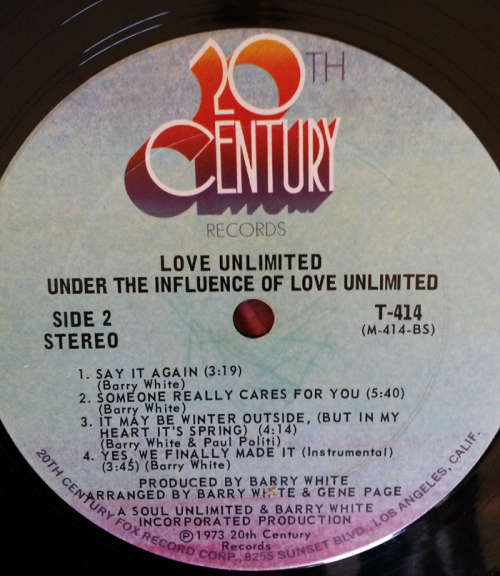 20TH
CENTURY
RECORDS
LOVE UNLIMITED
UNDER THE INFLUENCE OF LOVE UNLIMITED
SIDE 2
STEREO
T-414
(M-414-BS)
1. SAY IT AGAIN (3:19)
(Barry White)
2. SOMEONE REALLY CARES FOR YOU (5:40)
(Barry White)
3. IT MAY BE WINTER OUTSIDE, (BUT IN MY
HEART IT'S SPRING) (4:14)
(Barry White & Paul Politi)
4. YES, WE FINALLY MADE IT (Instrumental)
(3:45) (Barry White)
PRODUCED BY BARRY WHITE
ARRANGED BY BARRY WHITE & GENE PAGE
A SOUL UNLIMITED & BARRY WHITE
INCORPORATED PRODUCTION
Ⓟ 1973 20th Century
Records
20TH CENTURY FOX RECORD CORP., 8255 SUNSET BLVD., LOS ANGELES, CALIF.